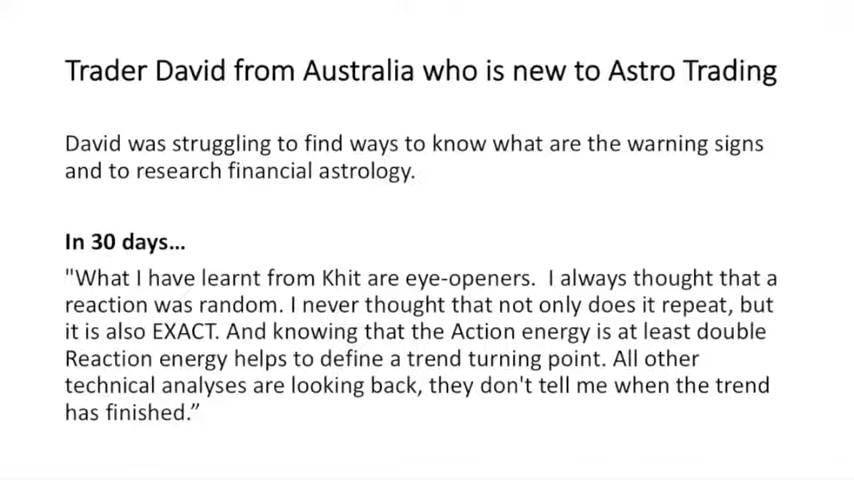 Trader David from Australia who is new to Astro Trading
David was struggling to find ways to know what are the warning signs
and to research financial astrology.
In 30 days...
"What I have learnt from Khit are eye-openers.  I always thought that a
reaction was random. I never thought that not only does it repeat, but
it is also EXACT. And knowing that the Action energy is at least double
Reaction energy helps to define a trend turning point. All other
technical analyses are looking back, they don't tell me when the trend
has finished.”